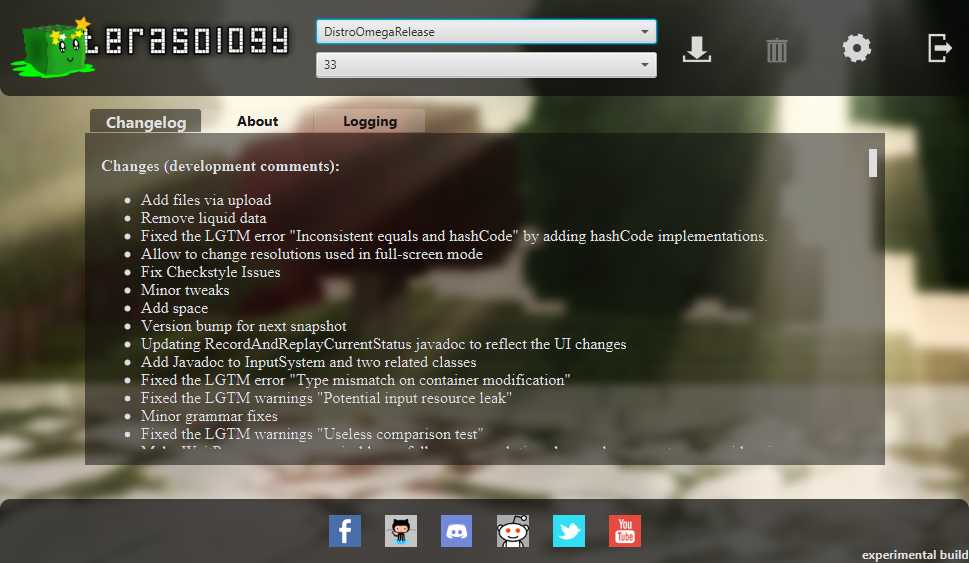 terasology
DistroOmegaRelease
33
Changelog
About
Logging
Changes (development comments):
Add files via upload
Remove liquid data
Fixed the LGTM error "Inconsistent equals and hashCode" by adding hashCode implementations.
Allow to change resolutions used in full-screen mode
Fix Checkstyle Issues
Minor tweaks
Add space
Version bump for next snapshot
Updating RecordAndReplayCurrentStatus javadoc to reflect the UI changes
Add Javadoc to InputSystem and two related classes
Fixed the LGTM error "Type mismatch on container modification"
Fixed the LGTM warnings "Potential input resource leak"
Minor grammar fixes
Fixed the LGTM warnings "Useless comparison test"
You
Tube
experimental build